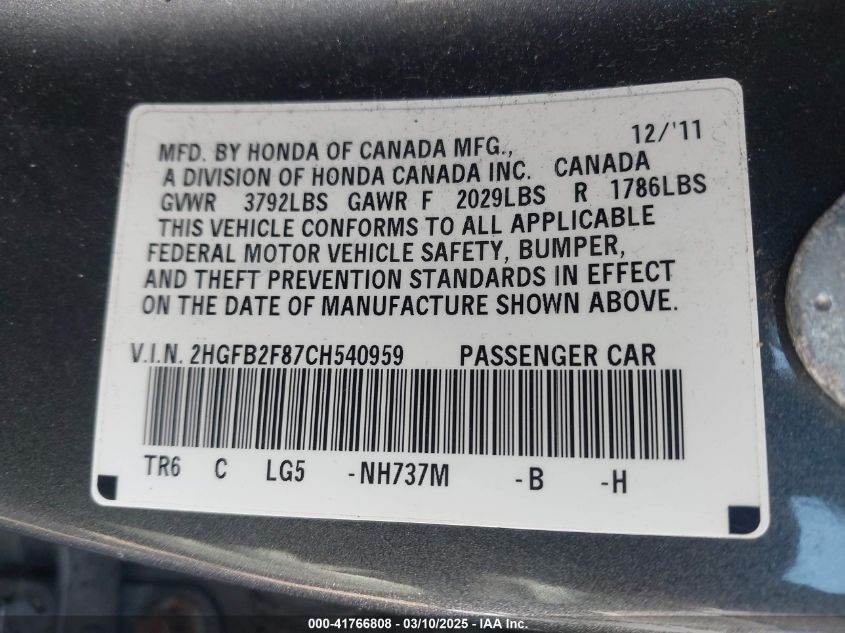 12/'11
MFD. BY HONDA OF CANADA MFG.,
A DIVISION OF HONDA CANADA INC. CANADA
GVWR 3792LBS GAWR F 2029LBS R 1786LBS
THIS VEHICLE CONFORMS TO ALL APPLICABLE
FEDERAL MOTOR VEHICLE SAFETY, BUMPER,
AND THEFT PREVENTION STANDARDS IN EFFECT
ON THE DATE OF MANUFACTURE SHOWN ABOVE.
V.I.N. 2HGFB2F87CH540959 PASSENGER CAR
TR6 C LG5 -NH737M -B -H
000-41766808 - 03/10/2025 - IAA Inc.